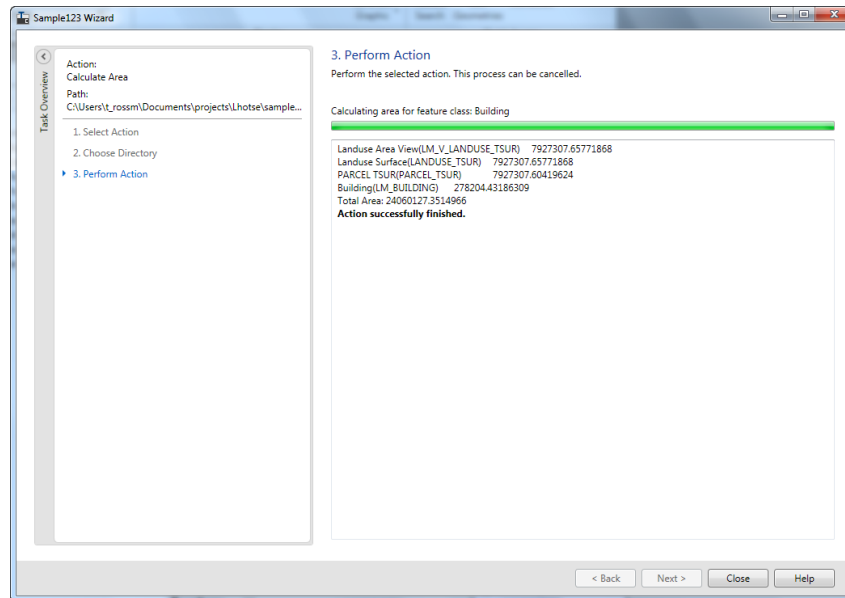 Sample123 Wizard
Graphic Search Geometries
Task Overview
Action:
Calculate Area
Path:
C:\Users\t_rossm\Documents\projects\Lhotse\sample...
1. Select Action
2. Choose Directory
3. Perform Action
3. Perform Action
Perform the selected action. This process can be cancelled.
Calculating area for feature class: Building
Landuse Area View(LM_V_LANDUSE_TSUR) 7927307.65771868
Landuse Surface(LANDUSE_TSUR) 7927307.65771868
PARCEL TSUR(PARCEL_TSUR) 7927307.60419624
Building(LM_BUILDING) 278204.43186309
Total Area: 24060127.3514966
Action successfully finished.
< Back Next > Close Help